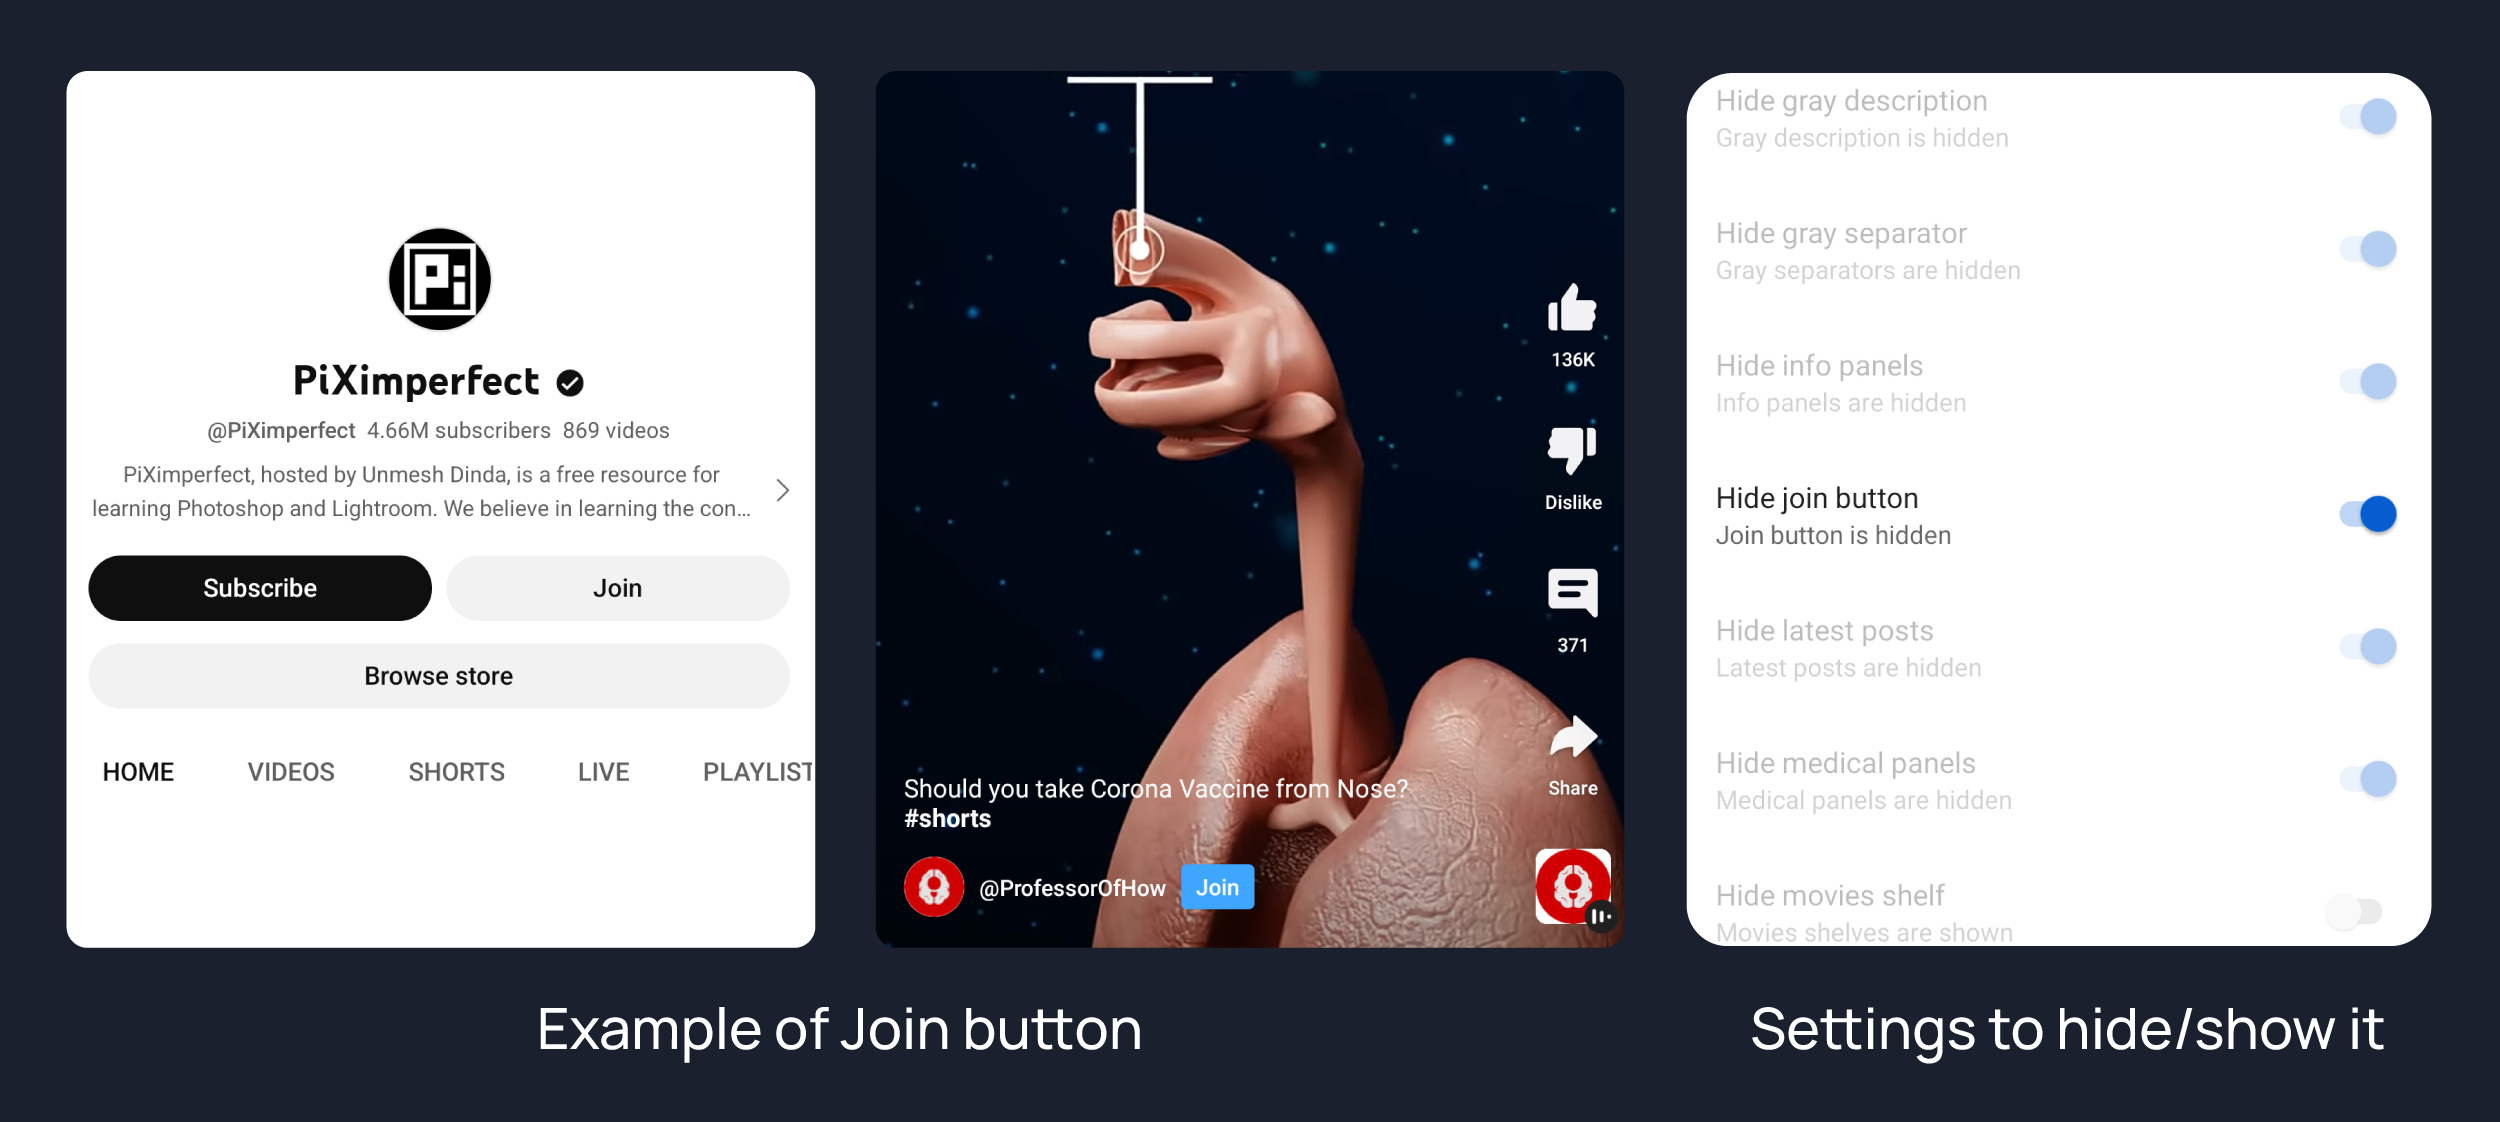 Pi
PiXimperfect
@PiXimperfect 4.66M subscribers 869 videos
PiXimperfect, hosted by Unmesh Dinda, is a free resource for
learning Photoshop and Lightroom. We believe in learning the con...
Subscribe
Join
Browse store
HOME
VIDEOS
SHORTS
LIVE
PLAYLIST
136K
Dislike
371
Share
Should you take Corona Vaccine from Nose?
#shorts
@ProfessorOfHow
Join
Hide gray description
Gray description is hidden
Hide gray separator
Gray separators are hidden
Hide info panels
Info panels are hidden
Hide join button
Join button is hidden
Hide latest posts
Latest posts are hidden
Hide medical panels
Medical panels are hidden
Hide movies shelf
Movies shelves are shown
Example of Join button
Settings to hide/show it